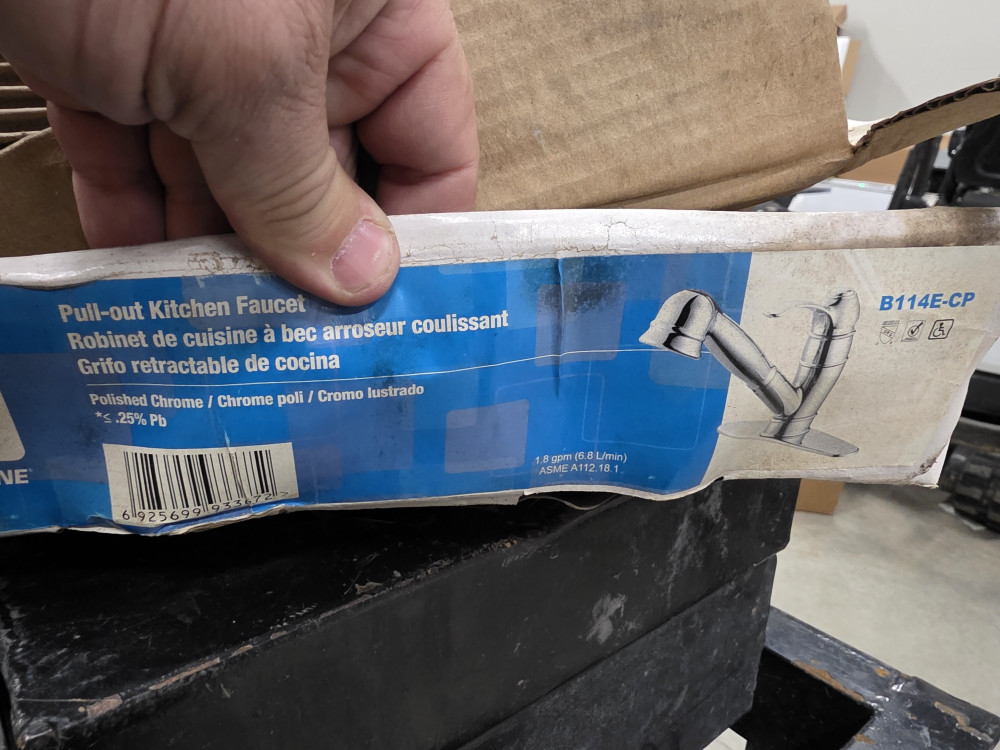 Pull-out Kitchen Faucet
Robinet de cuisine à bec arroseur coulissant
Grifo retractable de cocina
Polished Chrome / Chrome poli / Cromo lustrado
*≤ .25% Pb
NE
6 925699 933672 >
1.8 gpm (6.8 L/min)
ASME A112.18.1
B114E-CP